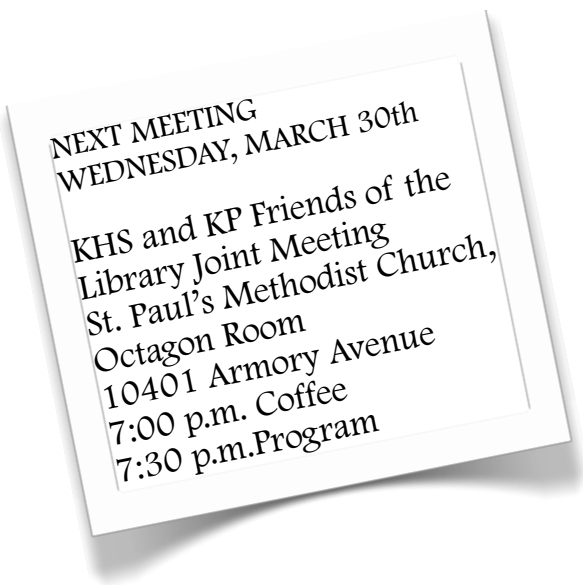 NEXT MEETING
WEDNESDAY, MARCH 30th
KHS and KP Friends of the
Library Joint Meeting
St. Paul's Methodist Church,
Octagon Room
10401 Armory Avenue
7:00 p.m. Coffee
7:30 p.m.Program